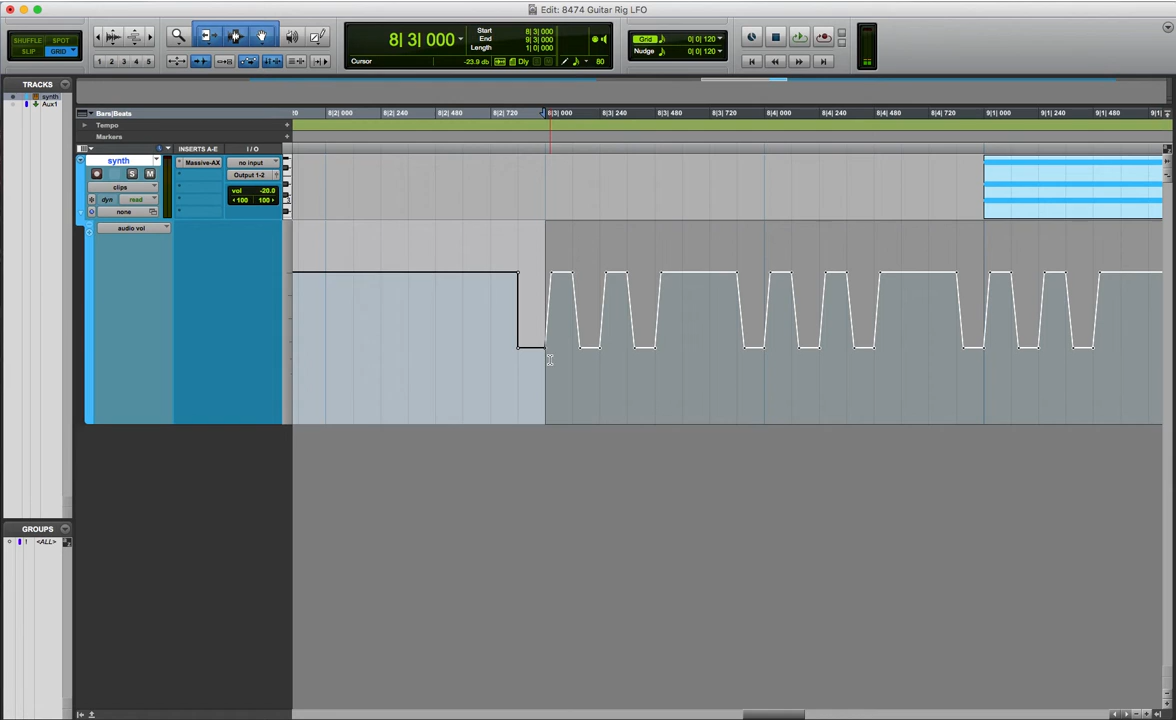 Edit: 8474 Guitar Rig LFO
SHUFFLE SPOT
SLIP GRID
8| 3| 000
Start 8| 3| 000
End 8| 3| 000
Length 1| 0| 000
Cursor -23.9 db Dly 80
Grid 0| 0| 120
Nudge 0| 0| 120
1 2 3 4 5
TRACKS
synth
Aux1
Bars|Beats
8|2| 000 8|2| 240 8|2| 480 8|2| 720 8|3| 000 8|3| 240 8|3| 480 8|3| 720 8|4| 000 8|4| 240 8|4| 480 8|4| 720 9|1| 000 9|1| 240 9|1| 480 9|1|
Tempo
Markers
INSERTS A-E I / O
synth
Massive-AX no input
S M
Output 1-2
clips
vol -20.0
dyn read
100 100
none
audio vol
GROUPS
1 <ALL>